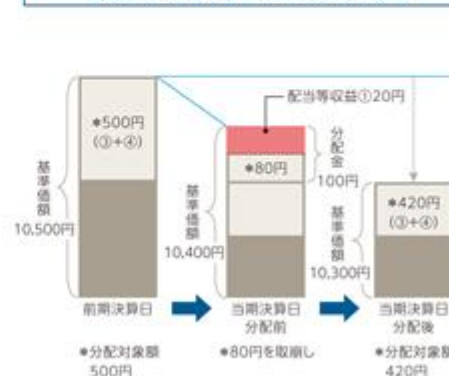 配当等収益①20円
*500円
(③+④)
*80円
分配金
100円
*420円
(③+④)
基準価額
10,500円
基準価額
10,400円
基準価額
10,300円
前期決算日
当期決算日
分配前
当期決算日
分配後
*分配対象額
500円
*80円を取崩し
*分配対象額
420円